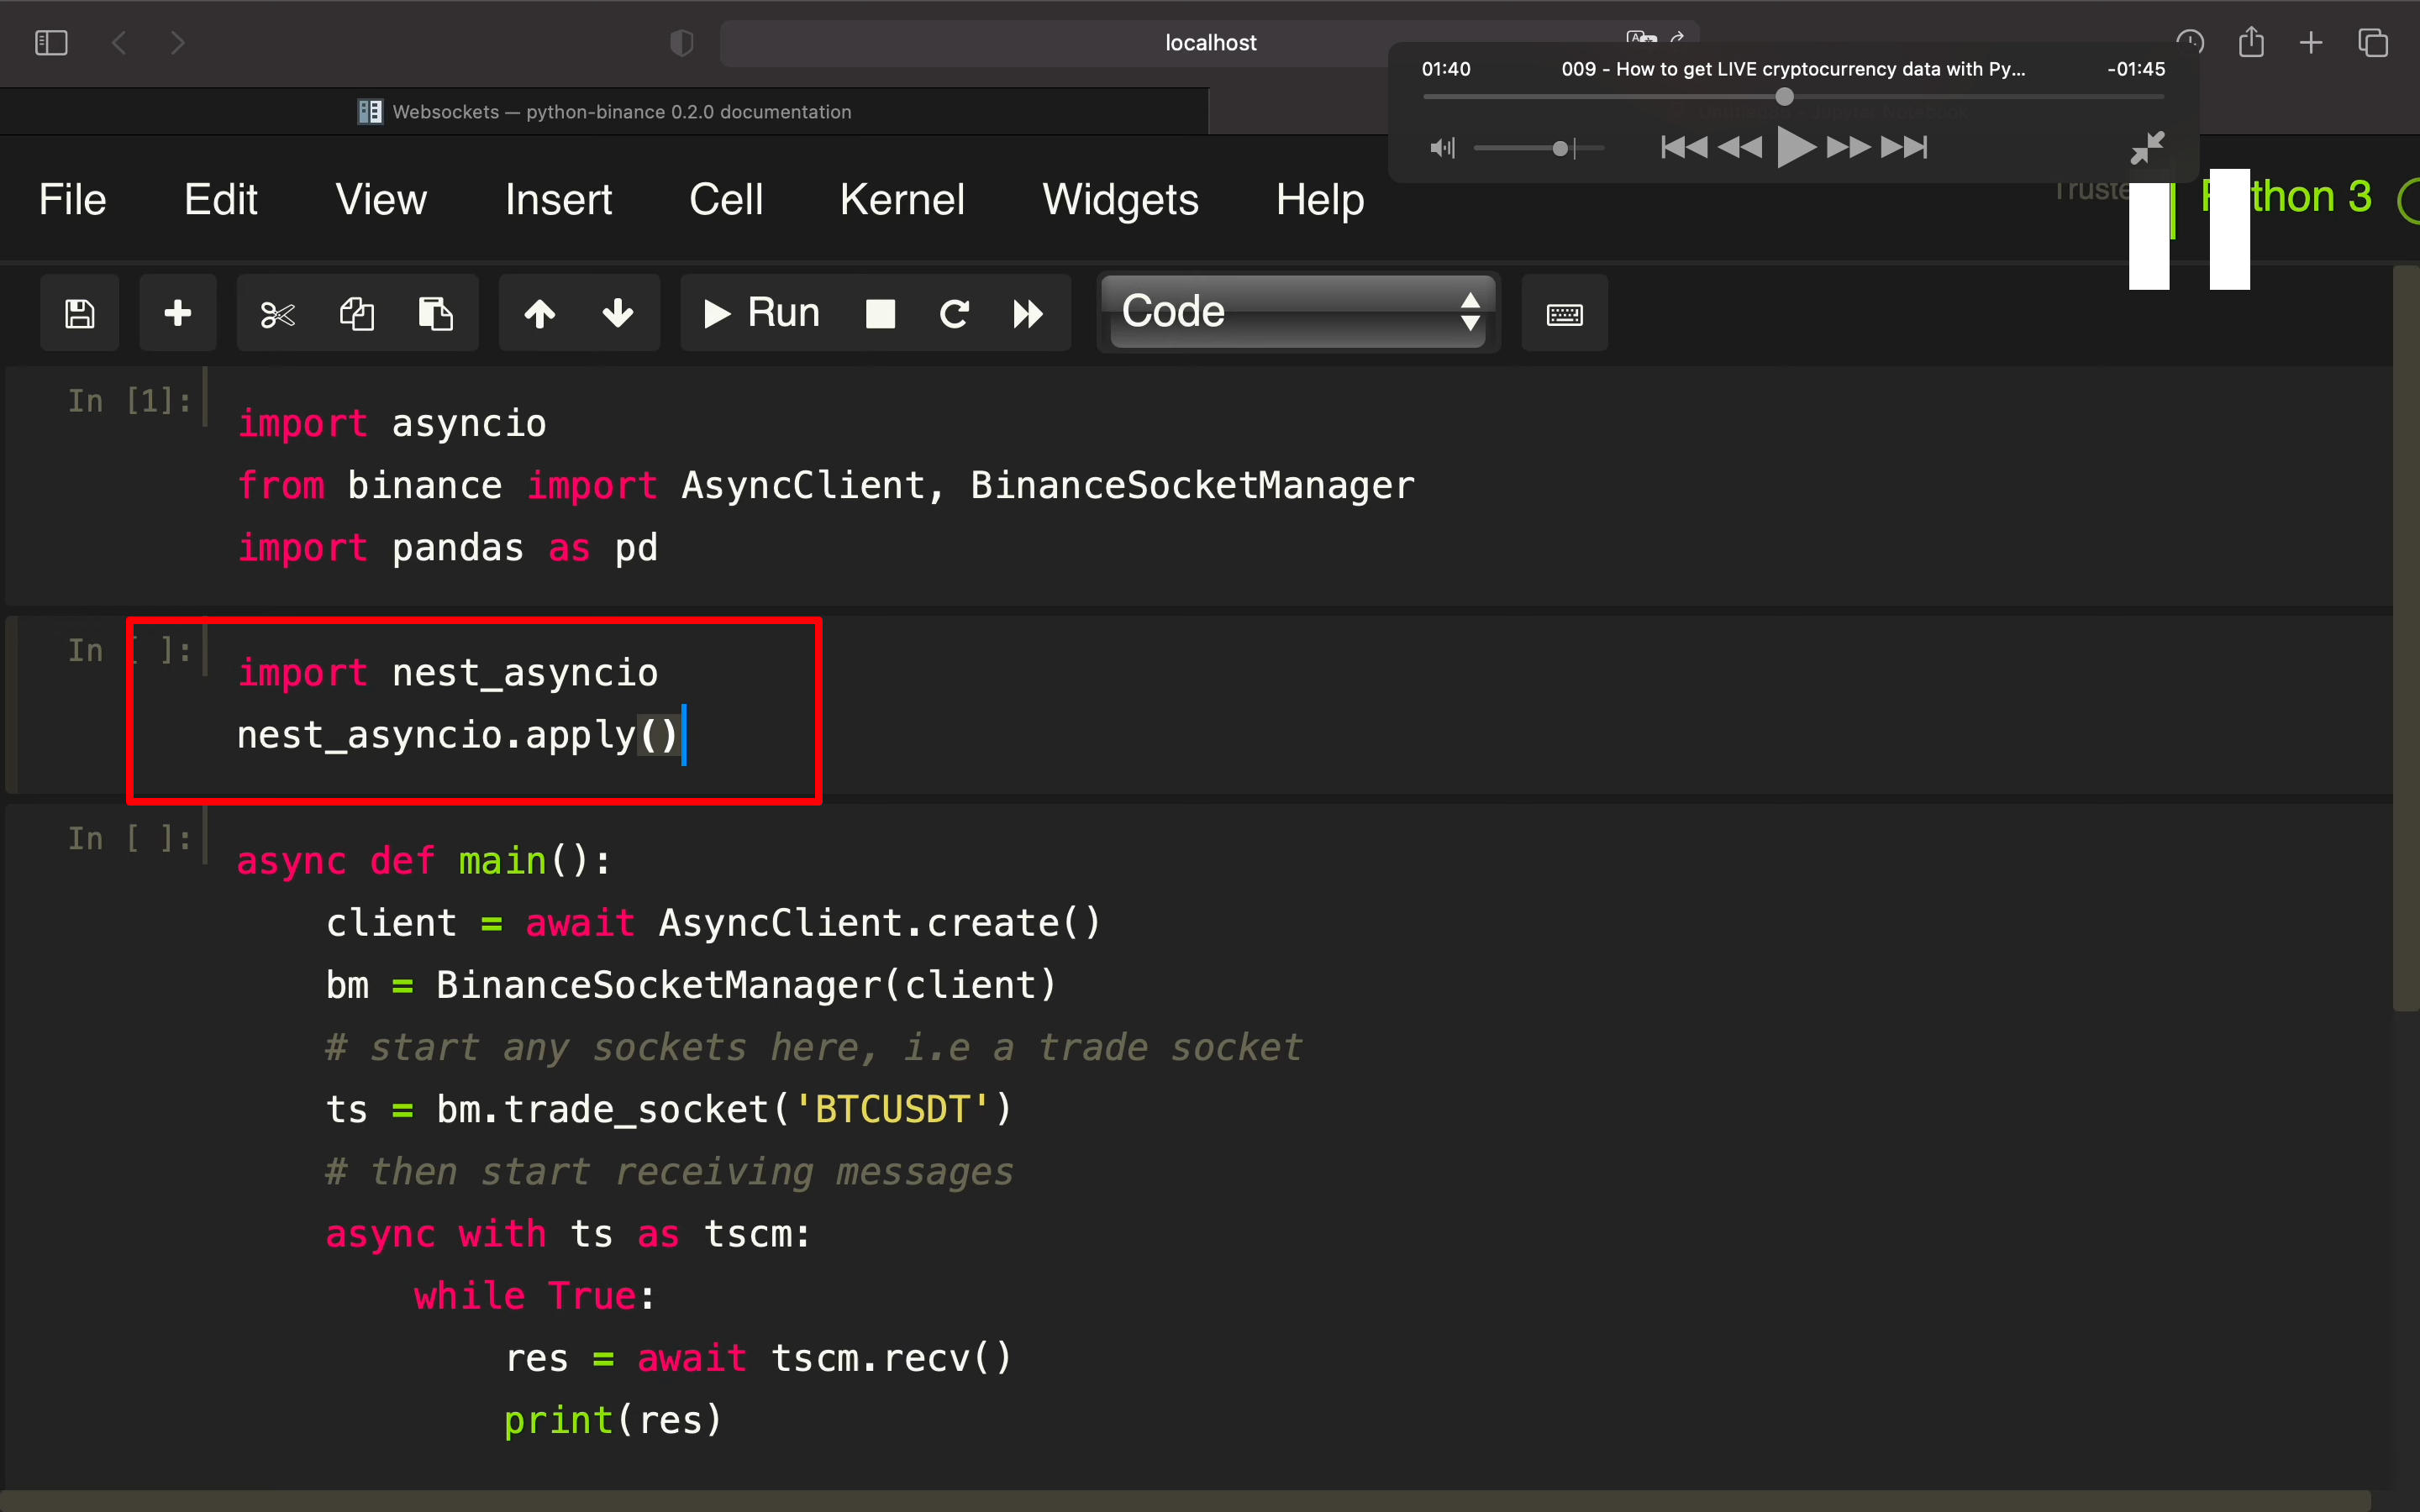 localhost
01:40 009 - How to get LIVE cryptocurrency data with Py... -01:45
Websockets — python-binance 0.2.0 documentation
File Edit View Insert Cell Kernel Widgets Help 3
Run Code
In [1]:
import asyncio
from binance import AsyncClient, BinanceSocketManager
import pandas as pd
In [ ]:
import nest_asyncio
nest_asyncio.apply()
In [ ]:
async def main():
client = await AsyncClient.create()
bm = BinanceSocketManager(client)
# start any sockets here, i.e a trade socket
ts = bm.trade_socket('BTCUSDT')
# then start receiving messages
async with ts as tscm:
while True:
res = await tscm.recv()
print(res)